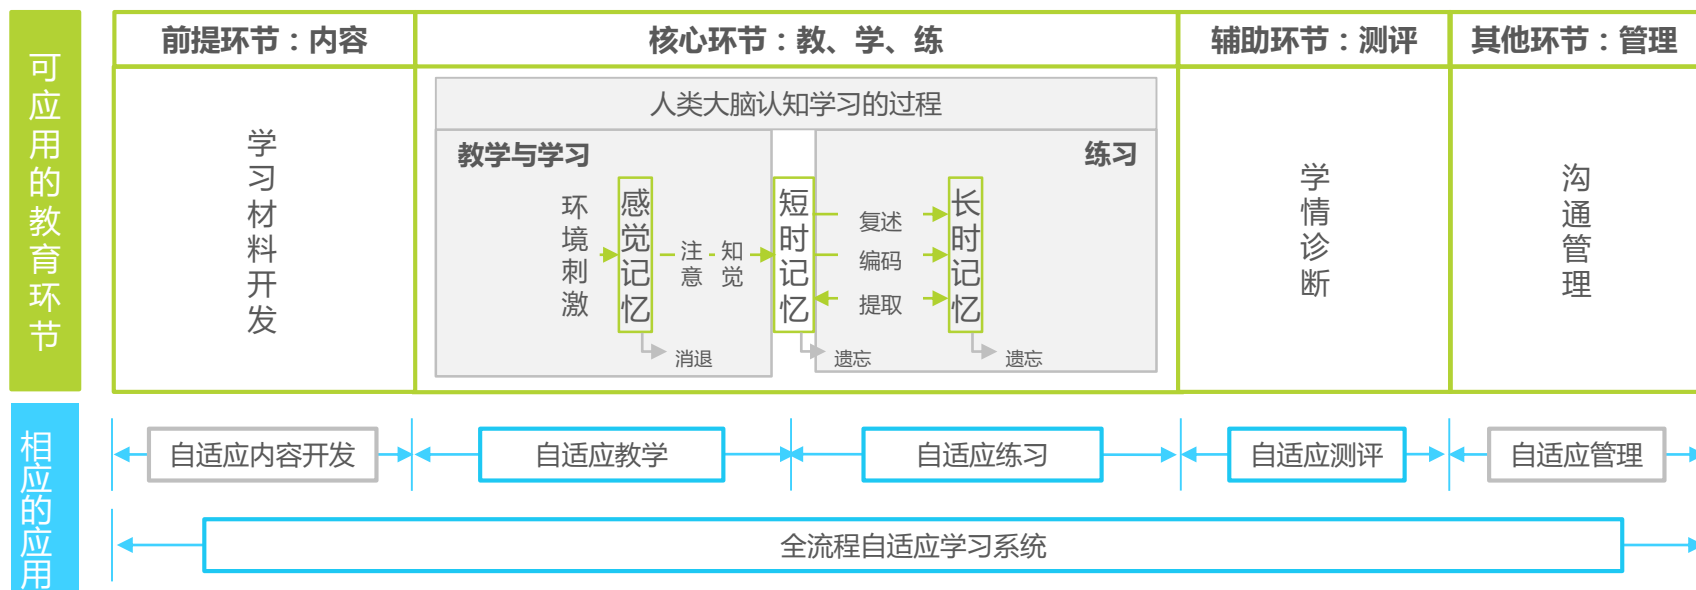 可应用的教育环节
前提环节：内容
核心环节：教、学、练
辅助环节：测评
其他环节：管理
学习材料开发
人类大脑认知学习的过程
教学与学习
练习
环境刺激
感觉记忆
注意
知觉
短时记忆
复述
编码
提取
长时记忆
消退
遗忘
遗忘
学情诊断
沟通管理
相应的应用
自适应内容开发
自适应教学
自适应练习
自适应测评
自适应管理
全流程自适应学习系统